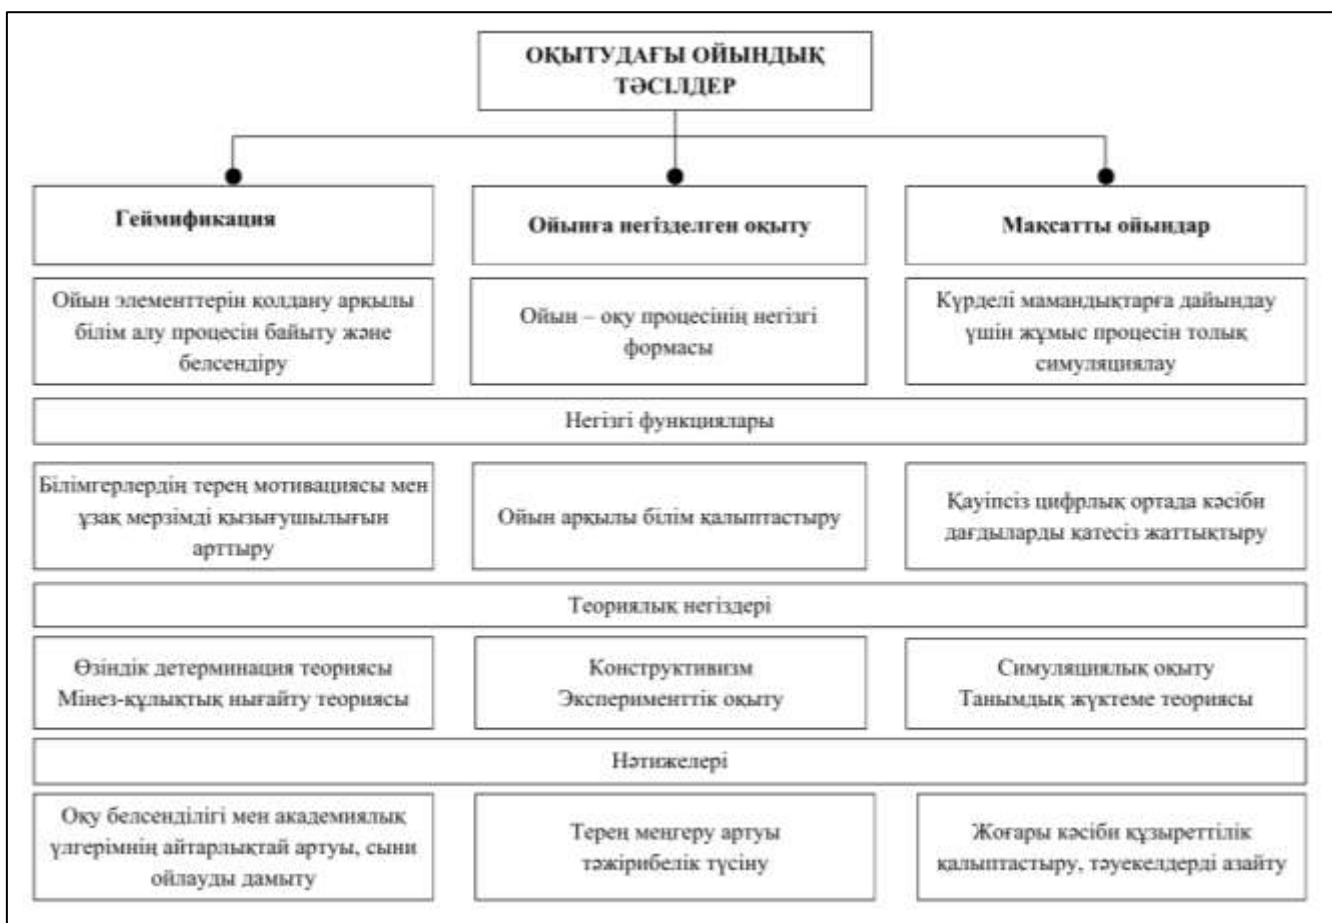 ОҚЫТУДАҒЫ ОЙЫНДЫҚ
ТӘСІЛДЕР
Геймификация
Ойынға негізделген оқыту
Мақсатты ойындар
Ойын элементтерін қолдану арқылы
білім алу процесін байыту және
белсендіру
Ойын – оқу процесінің негізгі
формасы
Күрделі мамандықтарға дайындау
үшін жұмыс процесін толық
симуляциялау
Негізгі функциялары
Білімгерлердің терең мотивациясы мен
ұзақ мерзімді қызығушылығын
арттыру
Ойын арқылы білім қалыптастыру
Қауіпсіз цифрлық ортада кәсіби
дағдыларды қатесіз жаттықтыру
Теориялық негіздері
Өзіндік детерминация теориясы
Мінез-құлықтық нығайту теориясы
Конструктивизм
Эксперименттік оқыту
Симуляциялық оқыту
Танымдық жүктеме теориясы
Нәтижелері
Оқу белсенділігі мен академиялық
үлгерімнің айтарлықтай артуы, сыни
ойлауды дамыту
Терең меңгеру артуы
тәжірибелік түсіну
Жоғары кәсіби құзыреттілік
қалыптастыру, тәуекелдерді азайту